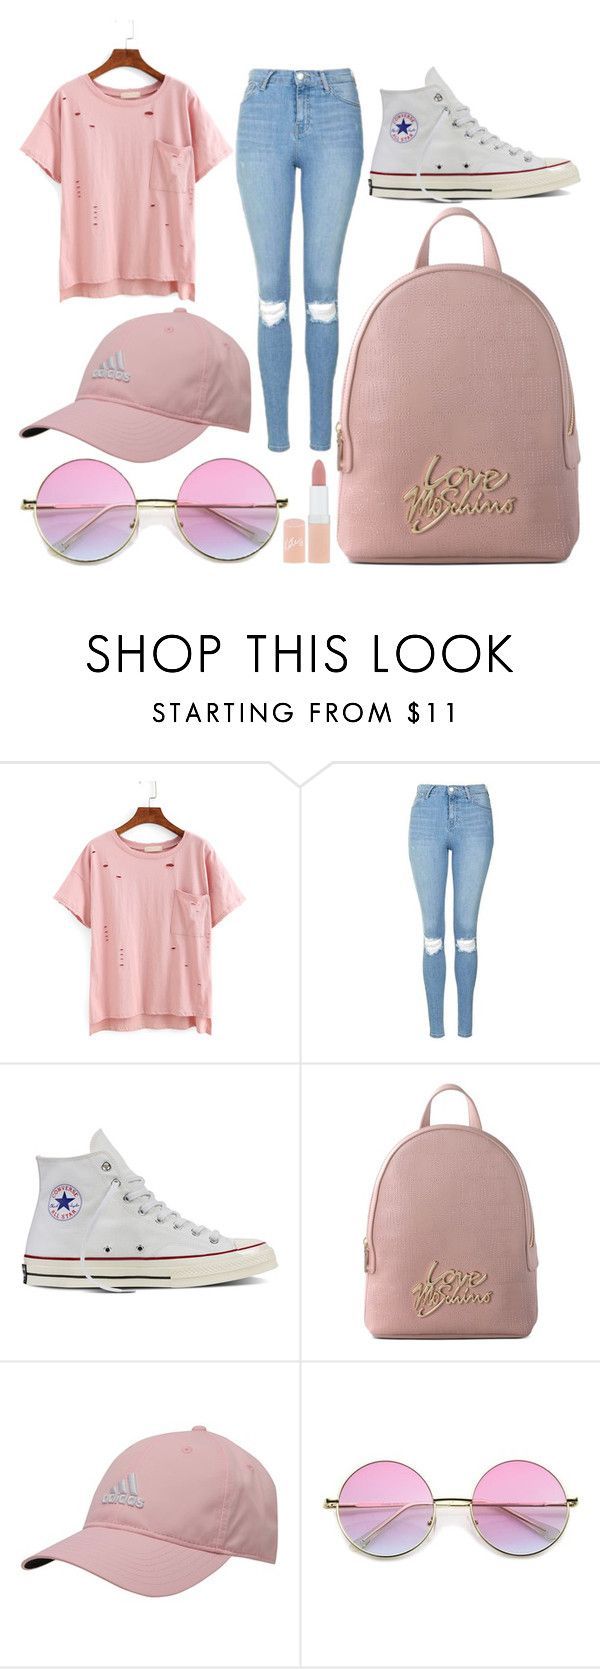 CONVERSE
ALL STAR
adidas
Love
Moschino
SHOP THIS LOOK
STARTING FROM $11
CONVERSE
ALL STAR
Love
Moschino
adidas